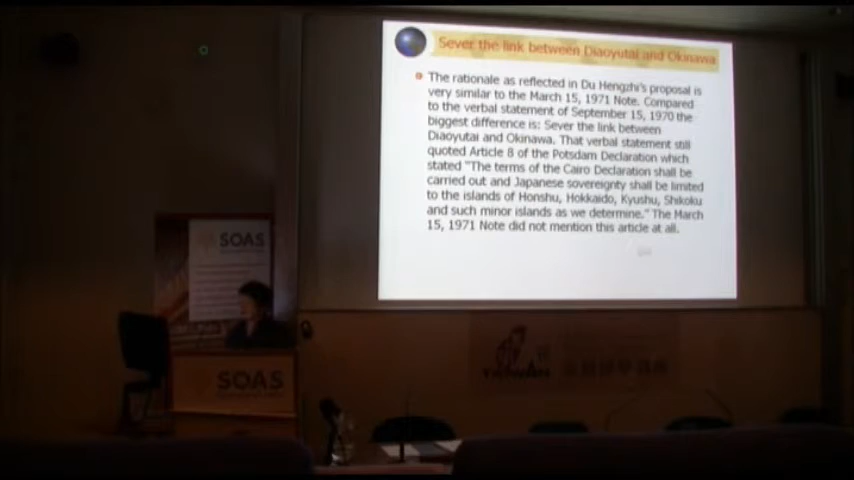 Sever the link between Diaoyutai and Okinawa
The rationale as reflected in Du Hengzhi's proposal is
very similar to the March 15, 1971 Note. Compared
to the verbal statement of September 15, 1970 the
biggest difference is: Sever the link between
Diaoyutai and Okinawa. That verbal statement still
quoted Article 8 of the Potsdam Declaration which
stated "The terms of the Cairo Declaration shall be
carried out and Japanese sovereignty shall be limited
to the islands of Honshu, Hokkaido, Kyushu, Shikoku
and such minor islands as we determine." The March
15, 1971 Note did not mention this article at all.
SOAS
SOAS